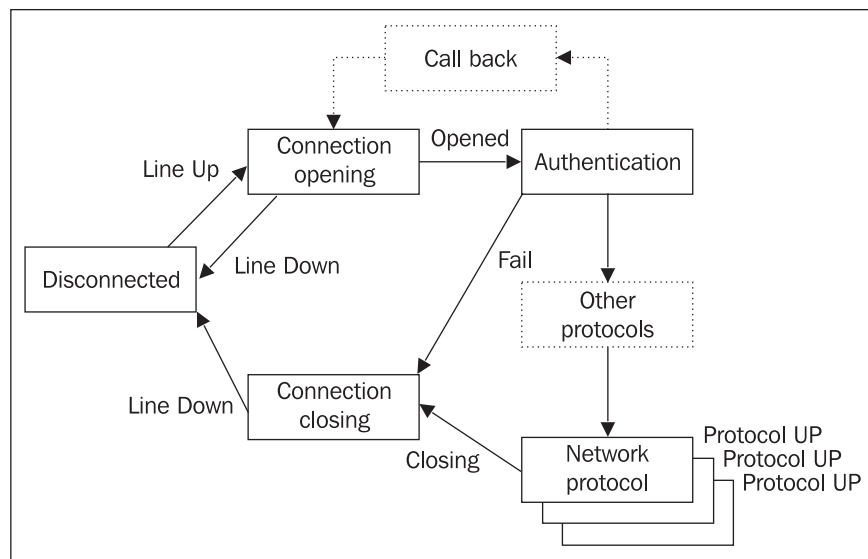 Call back
Connection
opening
Opened
Authentication
Line Up
Line Down
Disconnected
Fail
Other
protocols
Line Down
Connection
closing
Closing
Network
protocol
Protocol UP
Protocol UP
Protocol UP